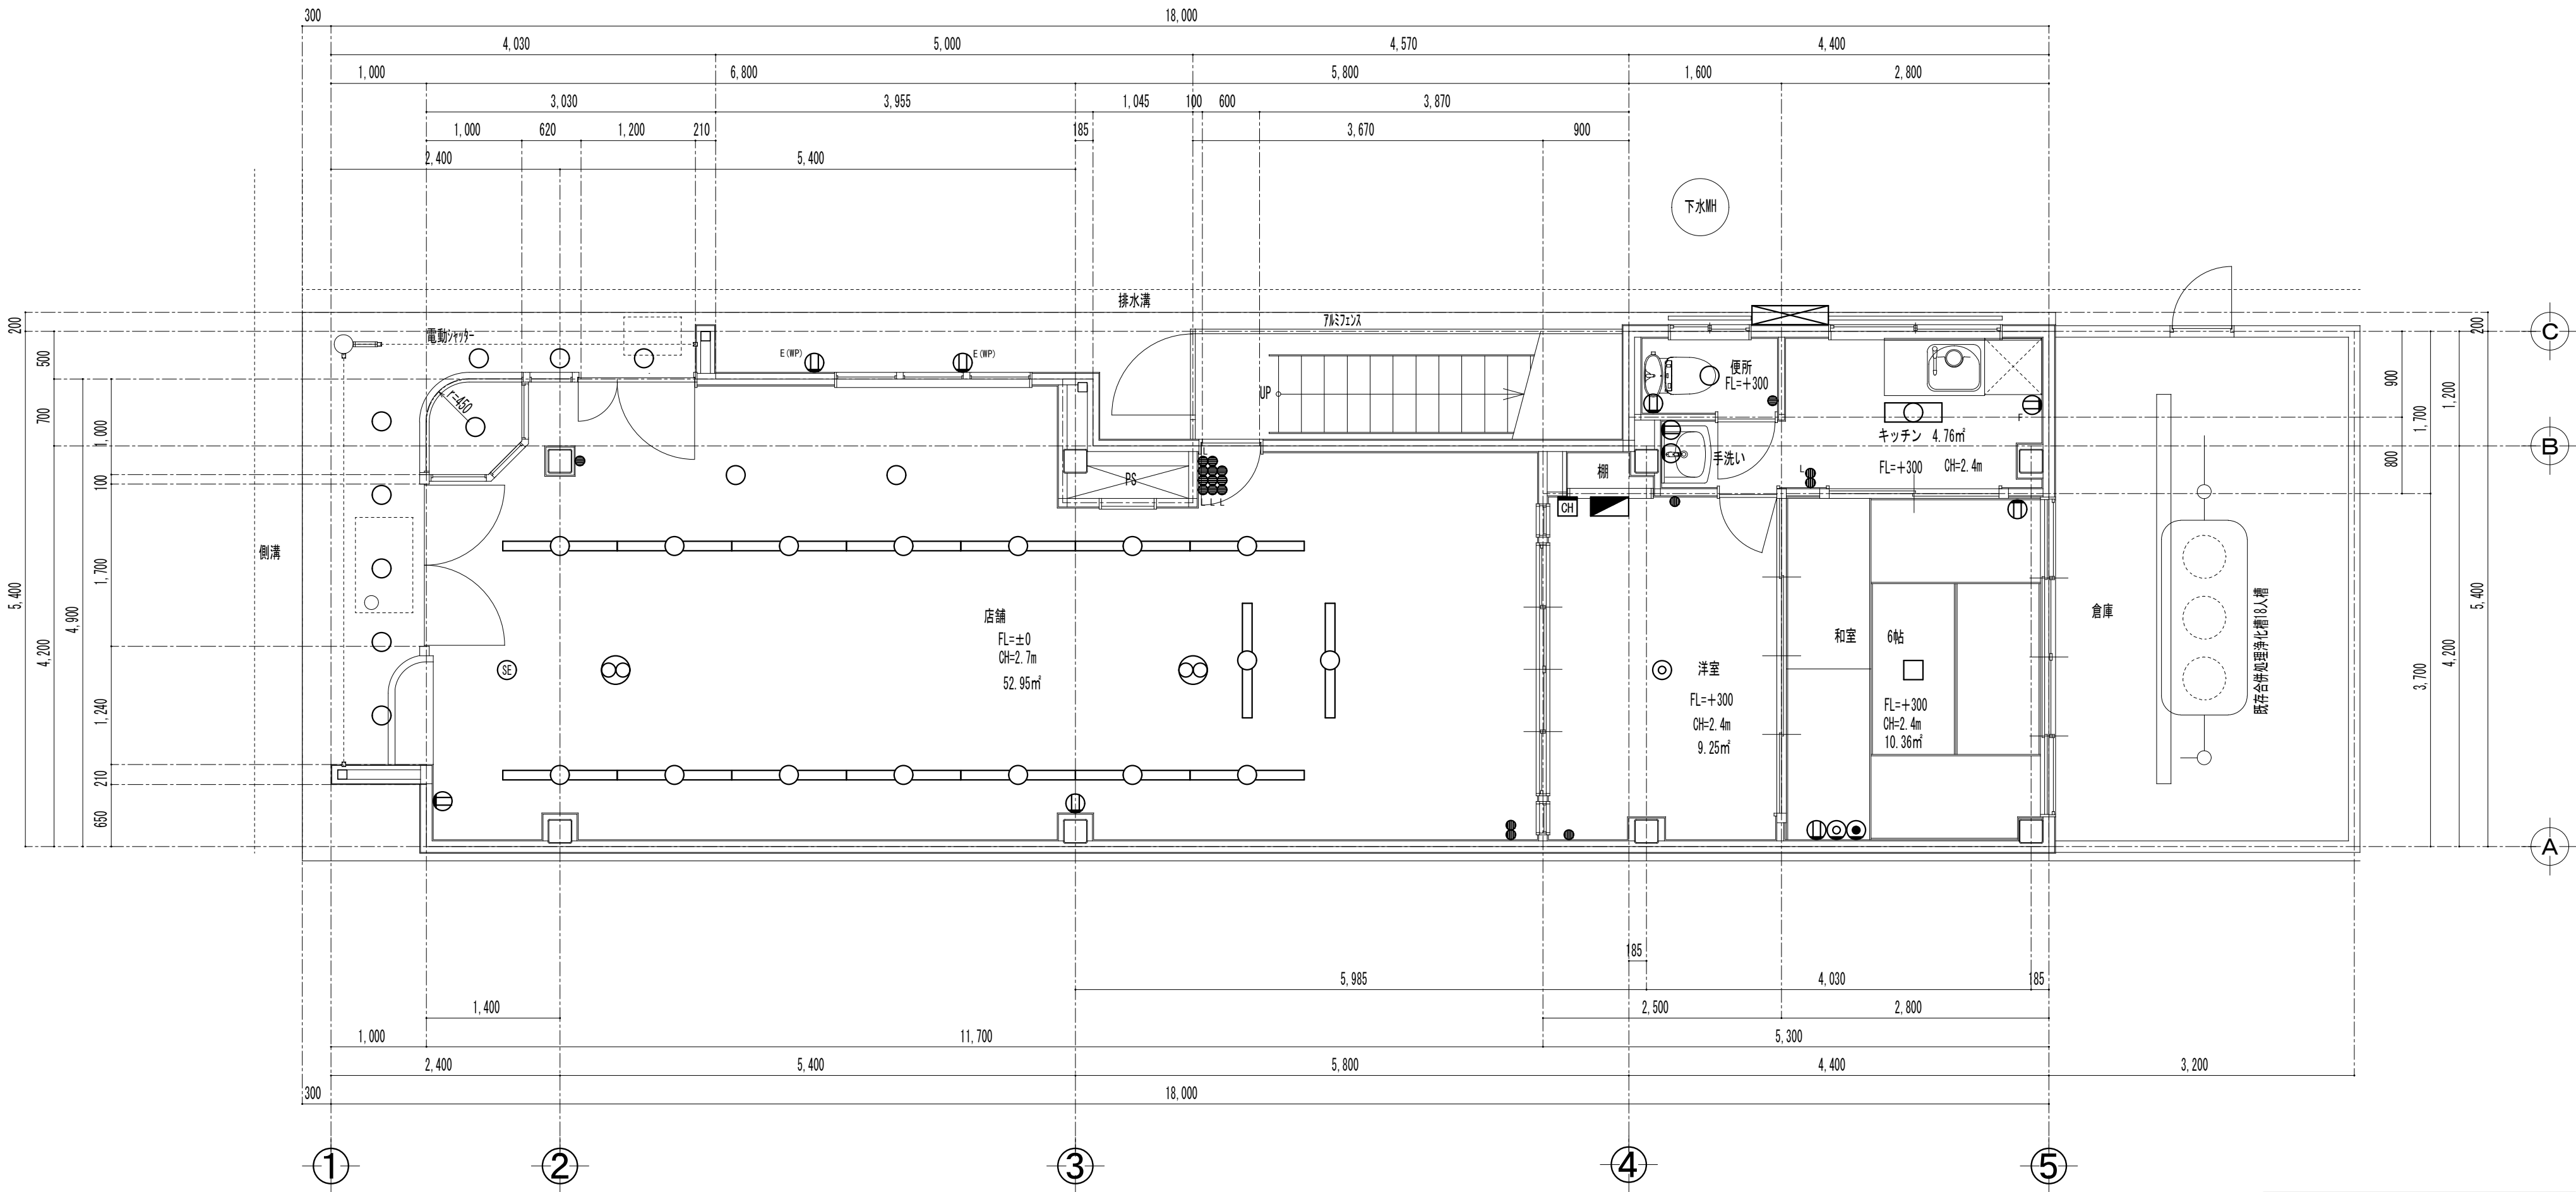 300 18,000
4,030 5,000 4,570 4,400
1,000 6,800 5,800 1,600 2,800
3,030 3,955 1,045 100 600 3,870
1,000 620 1,200 210 185 3,670 900
2,400 5,400
下水MH
排水溝
アルミフェンス
電動シャッター
E(WP)
E(WP)
r=450
UP
便所
FL=+300
キッチン 4.76㎡
FL=+300 CH=2.4m
F
手洗い
棚
PS
L
L L L
L
CH
側溝
店舗
FL=±0
CH=2.7m
52.95㎡
SE
洋室
FL=+300
CH=2.4m
9.25㎡
和室 6帖
FL=+300
CH=2.4m
10.36㎡
倉庫
既存合併処理浄化槽18人槽
200
5,400
500
700
4,200
4,900
1,000
100
1,700
1,240
210
650
900
800
1,700
3,700
1,200
4,200
200
5,400
C
B
A
185
5,985 4,030 185
1,400 2,500 2,800
1,000 11,700 5,300
2,400 5,400 5,800 4,400 3,200
300 18,000
1 2 3 4 5